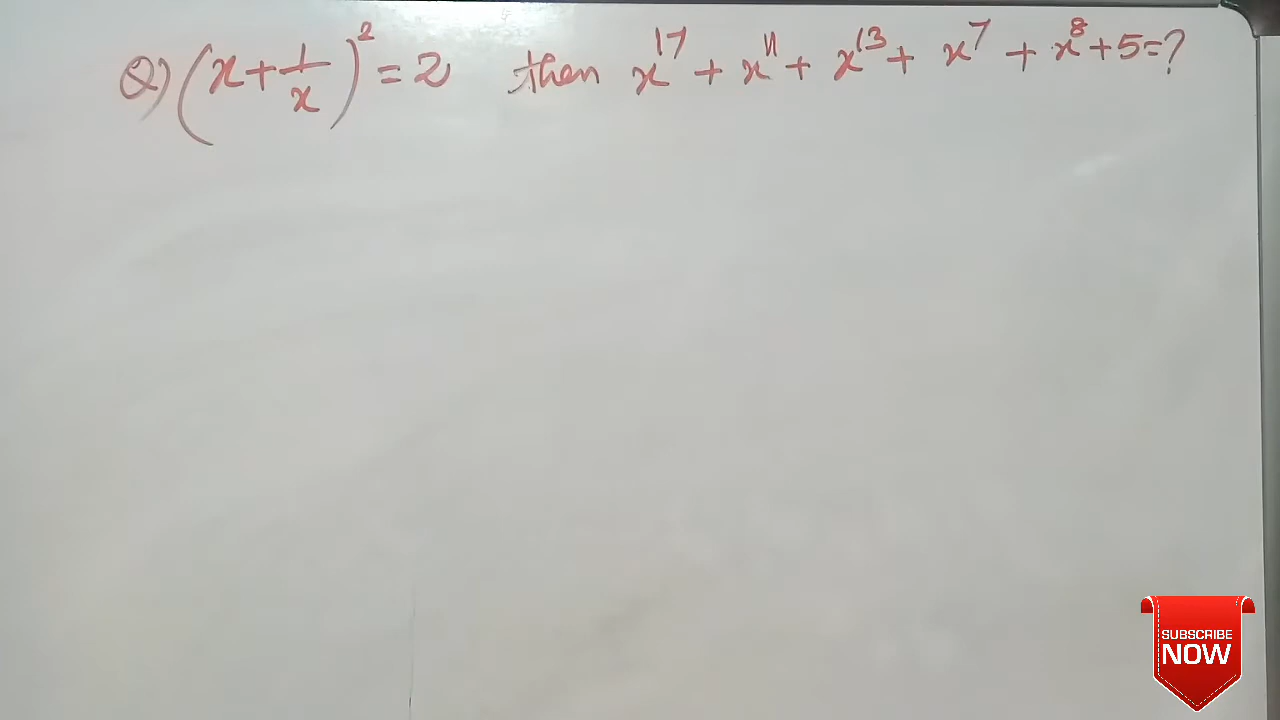 Q) (x + 1/x)² = 2 then x¹⁷ + x¹¹ + x¹³ + x⁷ + x⁸ + 5 = ?
SUBSCRIBE
NOW